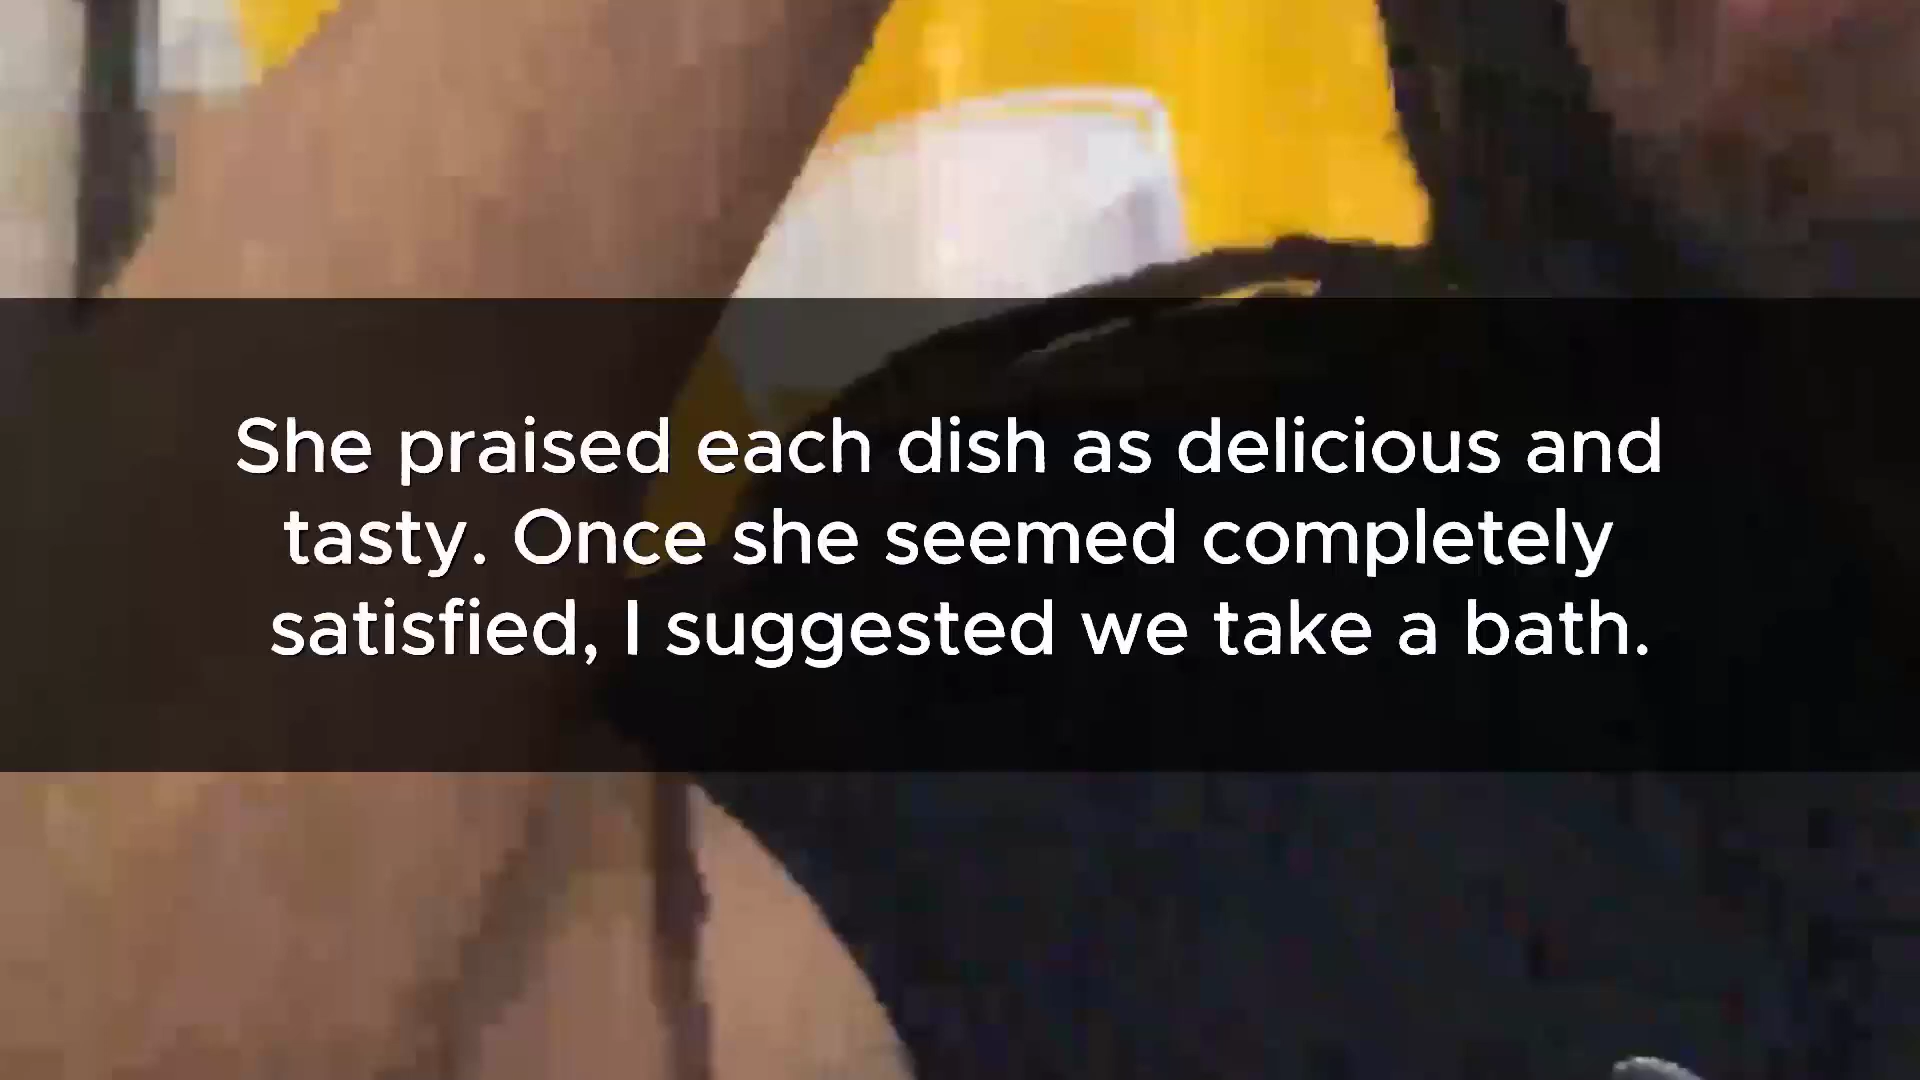 She praised each dish as delicious and
tasty. Once she seemed completely
satisfied, I suggested we take a bath.